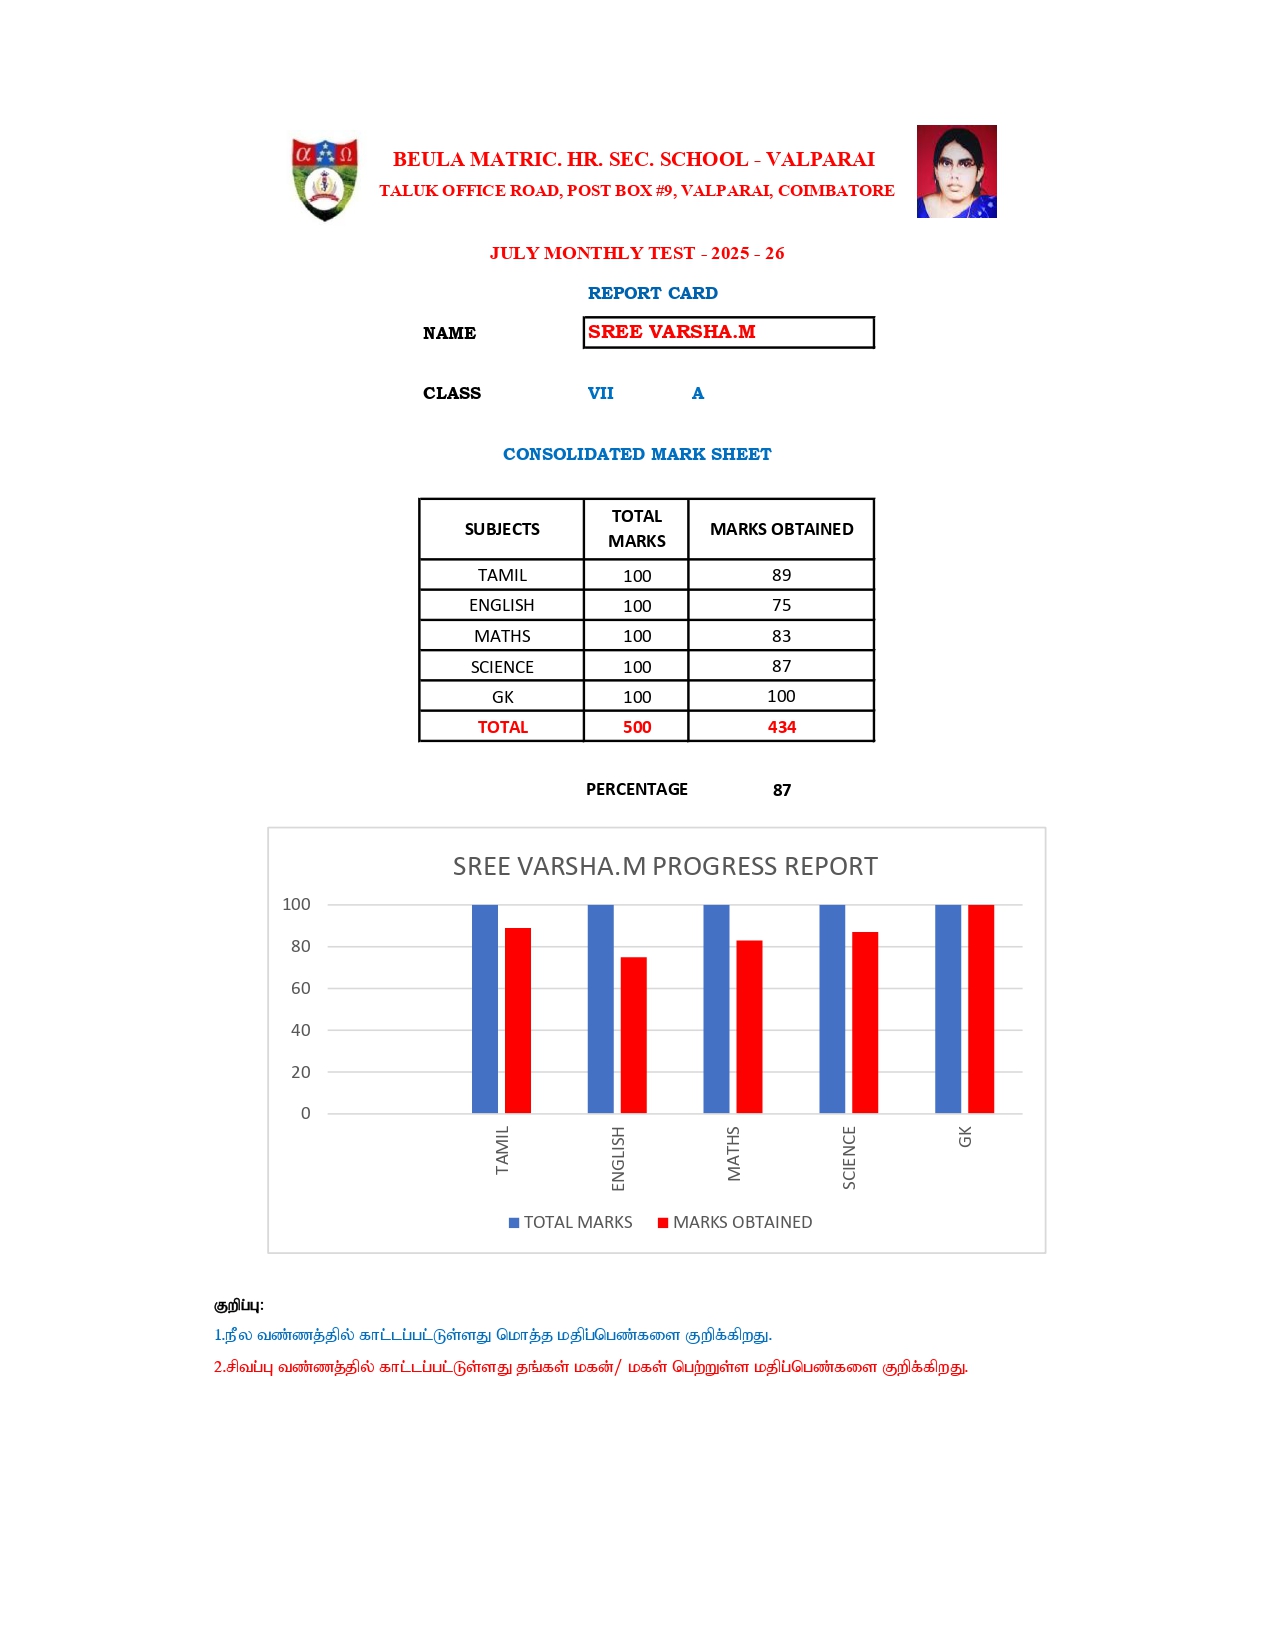 α Ω
BEULA MATRIC. HR. SEC. SCHOOL - VALPARAI
TALUK OFFICE ROAD, POST BOX #9, VALPARAI, COIMBATORE
JULY MONTHLY TEST - 2025 - 26
REPORT CARD
NAME SREE VARSHA.M
CLASS VII A
CONSOLIDATED MARK SHEET
SUBJECTS TOTAL MARKS MARKS OBTAINED
TAMIL 100 89
ENGLISH 100 75
MATHS 100 83
SCIENCE 100 87
GK 100 100
TOTAL 500 434
PERCENTAGE 87
SREE VARSHA.M PROGRESS REPORT
100
80
60
40
20
0
TAMIL ENGLISH MATHS SCIENCE GK
TOTAL MARKS MARKS OBTAINED
குறிப்பு:
1.நீல வண்ணத்தில் காட்டப்பட்டுள்ளது மொத்த மதிப்பெண்களை குறிக்கிறது.
2.சிவப்பு வண்ணத்தில் காட்டப்பட்டுள்ளது தங்கள் மகன்/ மகள் பெற்றுள்ள மதிப்பெண்களை குறிக்கிறது.